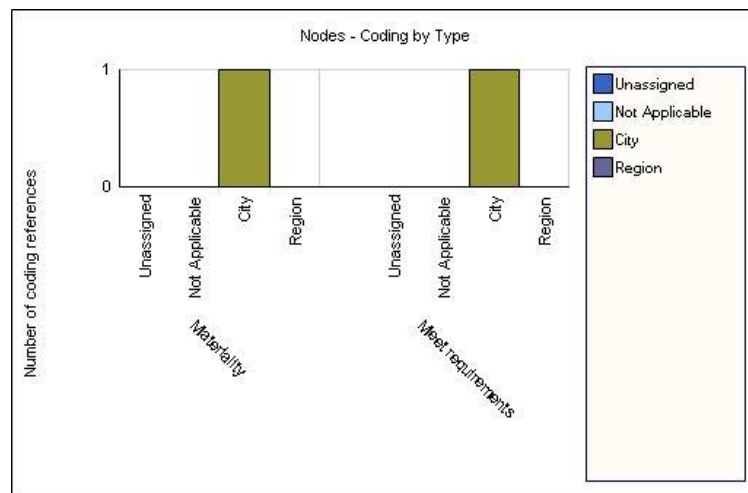 Nodes - Coding by Type
Number of coding references
1
0
Unassigned
Not Applicable
City
Region
Unassigned
Not Applicable
City
Region
Materiality
Meet requirements
Unassigned
Not Applicable
City
Region